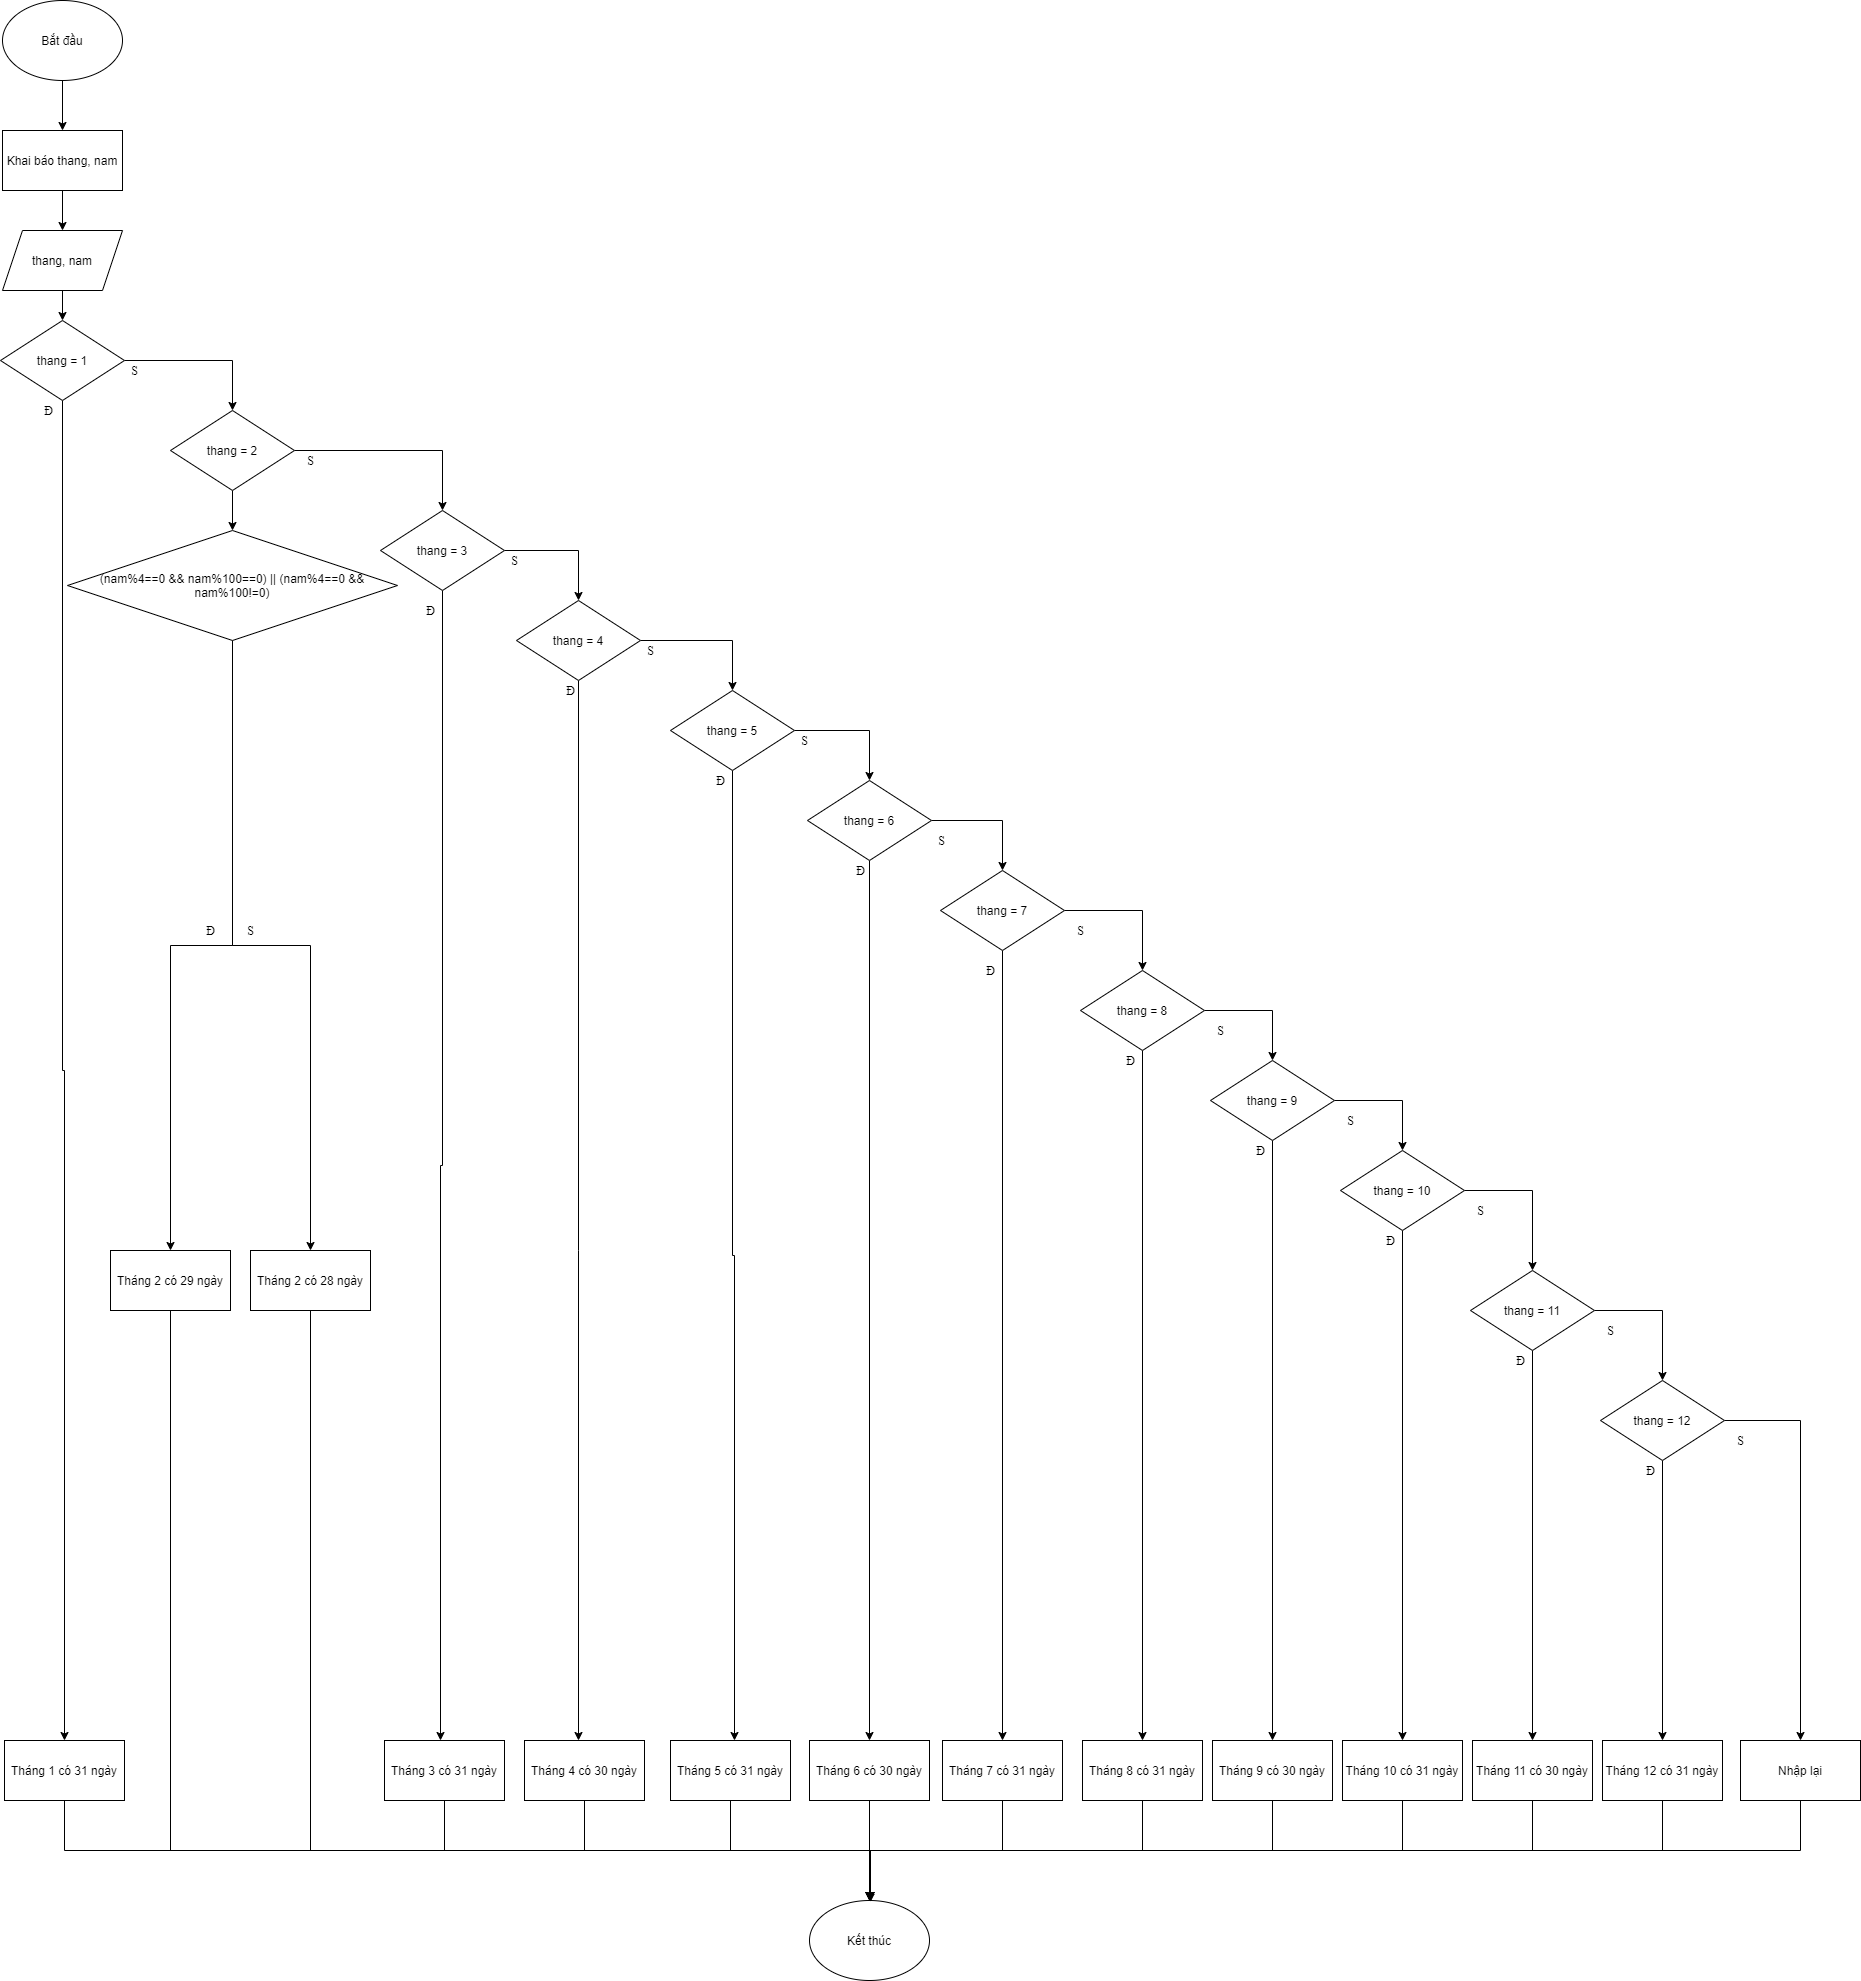 Bắt đầu
Khai báo thang, nam
thang, nam
thang = 1
S
Đ
thang = 2
S
(nam%4==0 && nam%100==0) || (nam%4==0 &&
nam%100!=0)
thang = 3
S
Đ
thang = 4
S
Đ
thang = 5
S
Đ
thang = 6
S
Đ
thang = 7
S
Đ
Đ
S
thang = 8
S
Đ
thang = 9
S
Đ
thang = 10
S
Đ
Tháng 2 có 29 ngày
Tháng 2 có 28 ngày
thang = 11
S
Đ
thang = 12
S
Đ
Tháng 1 có 31 ngày
Tháng 3 có 31 ngày
Tháng 4 có 30 ngày
Tháng 5 có 31 ngày
Tháng 6 có 30 ngày
Tháng 7 có 31 ngày
Tháng 8 có 31 ngày
Tháng 9 có 30 ngày
Tháng 10 có 31 ngày
Tháng 11 có 30 ngày
Tháng 12 có 31 ngày
Nhập lại
Kết thúc